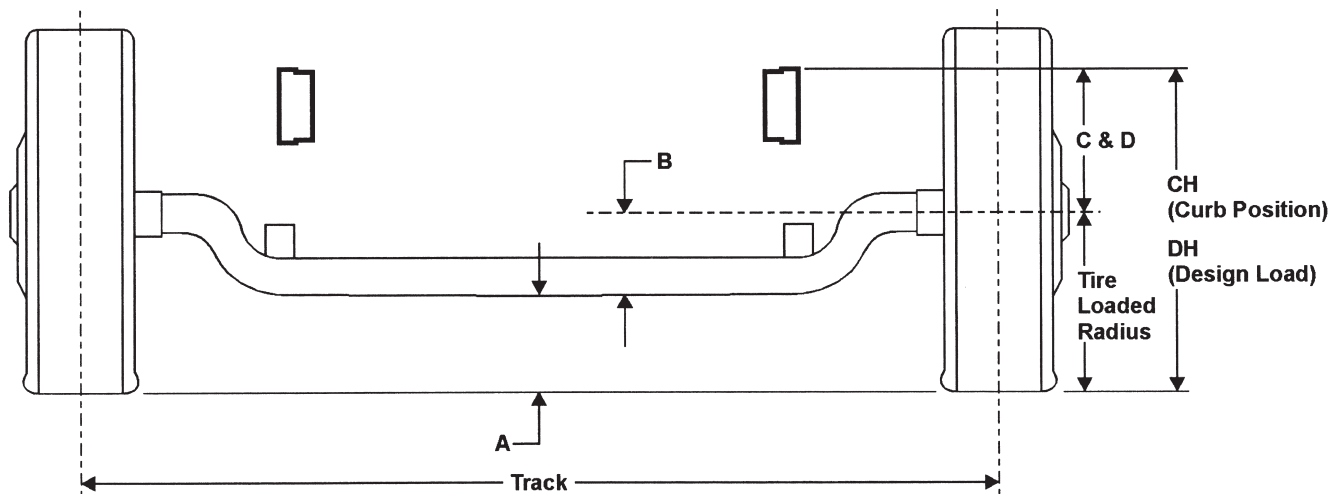 B
C & D
CH
(Curb Position)
DH
(Design Load)
Tire
Loaded
Radius
A
Track